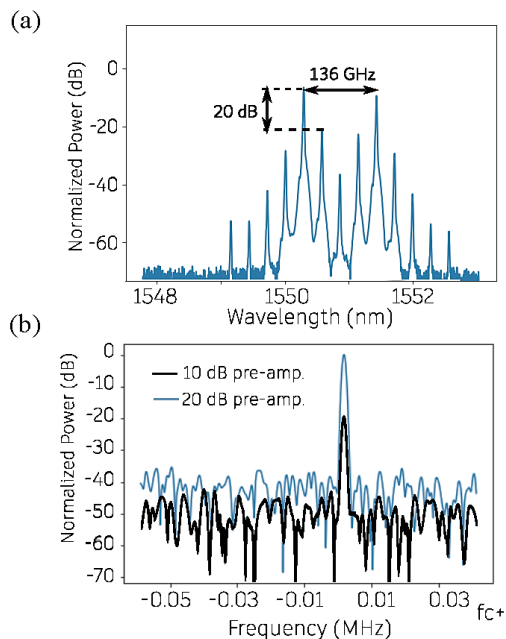 (a)
Normalized Power (dB)
0
-20
-40
-60
136 GHz
20 dB
1548
1550
1552
Wavelength (nm)
(b)
Normalized Power (dB)
0
-10
-20
-30
-40
-50
-60
-70
10 dB pre-amp.
20 dB pre-amp.
-0.05
-0.03
-0.01
0.01
0.03
fc+
Frequency (MHz)